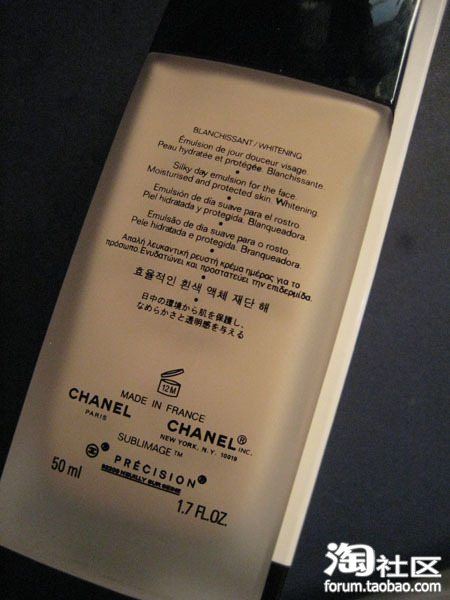 BLANCHISSANT/WHITENING
Émulsion de jour douceur visage.
Peau hydratée et protégée. Blanchissante.
Silky day emulsion for the face.
Moisturised and protected skin. Whitening.
Emulsión de día suave para el rostro.
Piel hidratada y protegida. Blanqueadora.
Emulsão de dia suave para o rosto.
Pele hidratada e protegida. Branqueadora.
Απαλή λευκαντική ρευστή κρέμα ημέρας για το
πρόσωπο. Ενυδατώνει και προστατεύει την επιδερμίδα.
효율적인 흰색 액체 재단 해
日中の環境から肌を保護し、
なめらかさと透明感を与える
12M
MADE IN FRANCE
CHANEL CHANEL® INC.
PARIS NEW YORK, N.Y. 10019
SUBLIMAGE™
PRÉCISION
92200 NEUILLY SUR SEINE
50 ml 1.7 FL.OZ.
淘社区
forum.taobao.com